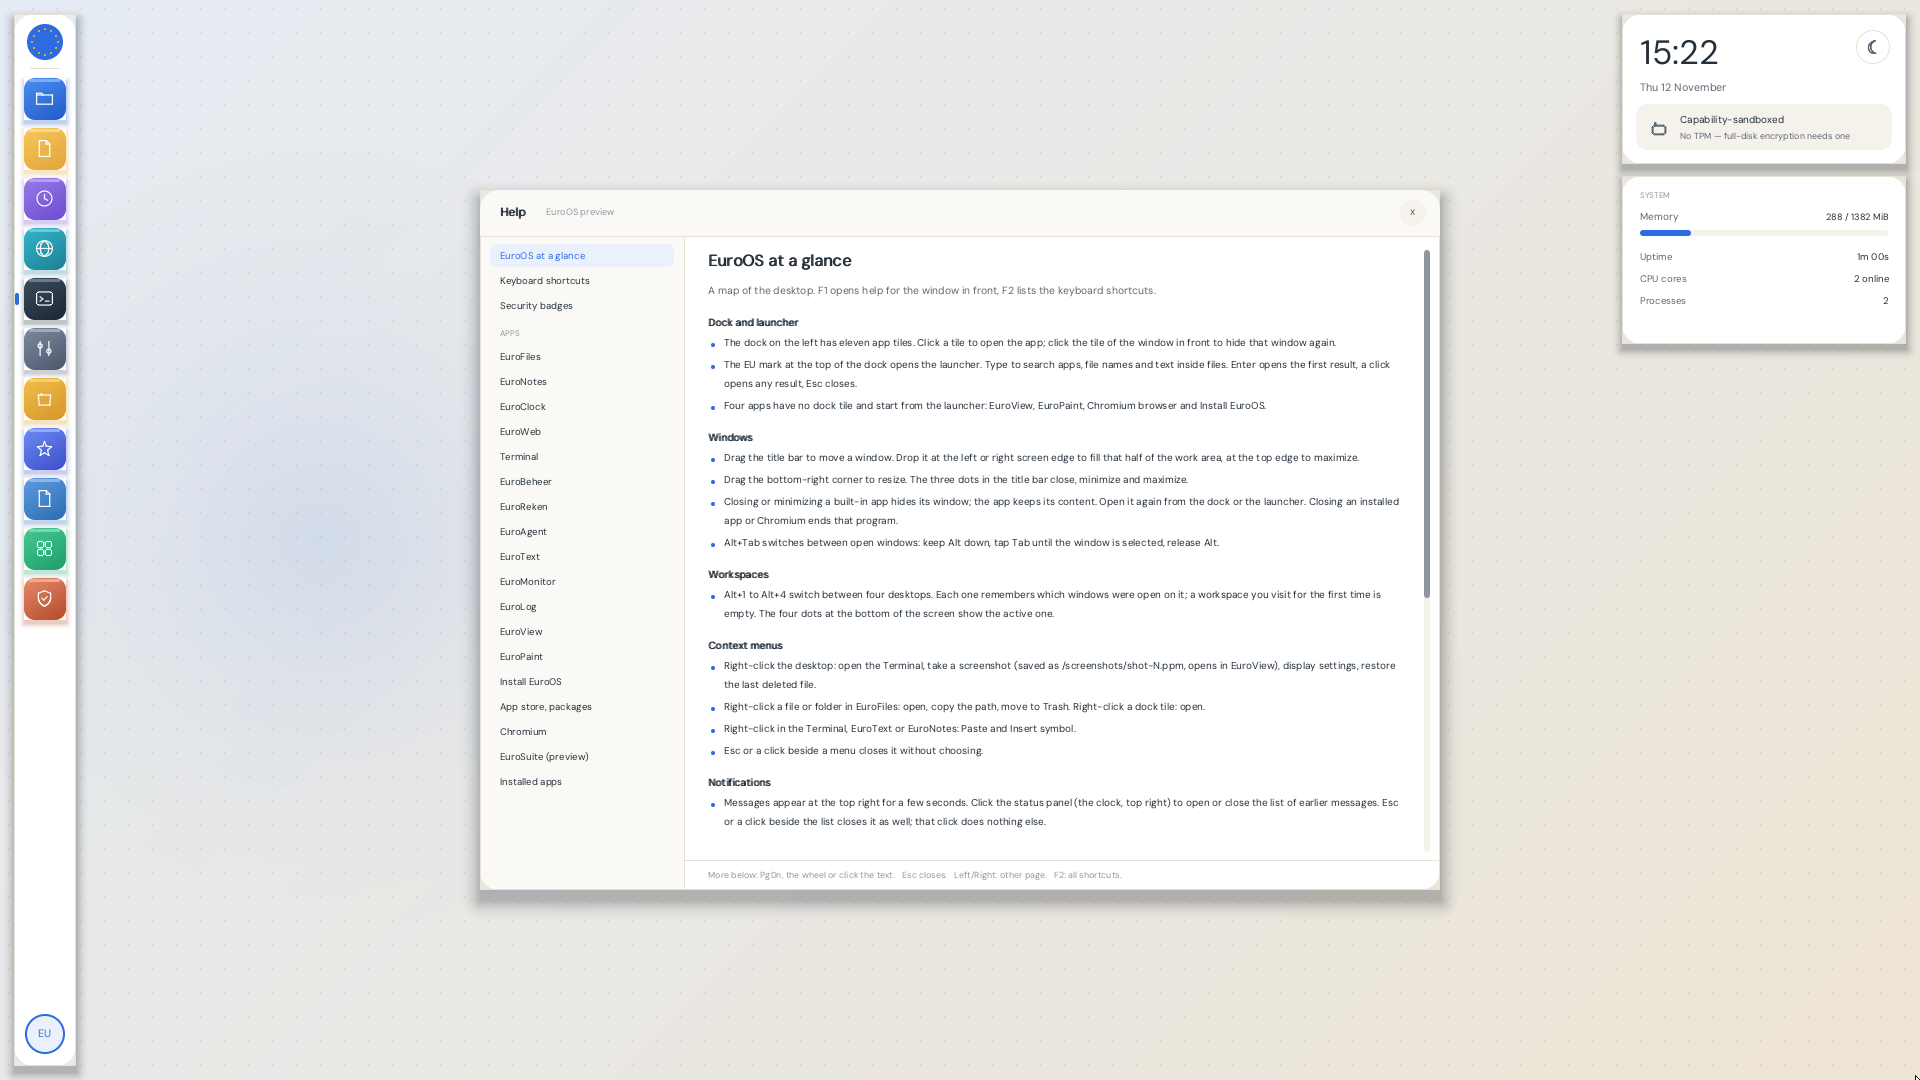 15:22
Thu 12 November
Capability-sandboxed
No TPM — full-disk encryption needs one
SYSTEM
Memory 288 / 1382 MiB
Uptime 1m 00s
CPU cores 2 online
Processes 2
Help EuroOS preview x
EuroOS at a glance
Keyboard shortcuts
Security badges
APPS
EuroFiles
EuroNotes
EuroClock
EuroWeb
Terminal
EuroBeheer
EuroReken
EuroAgent
EuroText
EuroMonitor
EuroLog
EuroView
EuroPaint
Install EuroOS
App store, packages
Chromium
EuroSuite (preview)
Installed apps
EuroOS at a glance
A map of the desktop. F1 opens help for the window in front, F2 lists the keyboard shortcuts.
Dock and launcher
The dock on the left has eleven app tiles. Click a tile to open the app; click the tile of the window in front to hide that window again.
The EU mark at the top of the dock opens the launcher. Type to search apps, file names and text inside files. Enter opens the first result, a click
opens any result, Esc closes.
Four apps have no dock tile and start from the launcher: EuroView, EuroPaint, Chromium browser and Install EuroOS.
Windows
Drag the title bar to move a window. Drop it at the left or right screen edge to fill that half of the work area, at the top edge to maximize.
Drag the bottom-right corner to resize. The three dots in the title bar close, minimize and maximize.
Closing or minimizing a built-in app hides its window; the app keeps its content. Open it again from the dock or the launcher. Closing an installed
app or Chromium ends that program.
Alt+Tab switches between open windows: keep Alt down, tap Tab until the window is selected, release Alt.
Workspaces
Alt+1 to Alt+4 switch between four desktops. Each one remembers which windows were open on it; a workspace you visit for the first time is
empty. The four dots at the bottom of the screen show the active one.
Context menus
Right-click the desktop: open the Terminal, take a screenshot (saved as /screenshots/shot-N.ppm, opens in EuroView), display settings, restore
the last deleted file.
Right-click a file or folder in EuroFiles: open, copy the path, move to Trash. Right-click a dock tile: open.
Right-click in the Terminal, EuroText or EuroNotes: Paste and Insert symbol.
Esc or a click beside a menu closes it without choosing.
Notifications
Messages appear at the top right for a few seconds. Click the status panel (the clock, top right) to open or close the list of earlier messages. Esc
or a click beside the list closes it as well; that click does nothing else.
More below: PgDn, the wheel or click the text. Esc closes. Left/Right: other page. F2: all shortcuts.
EU